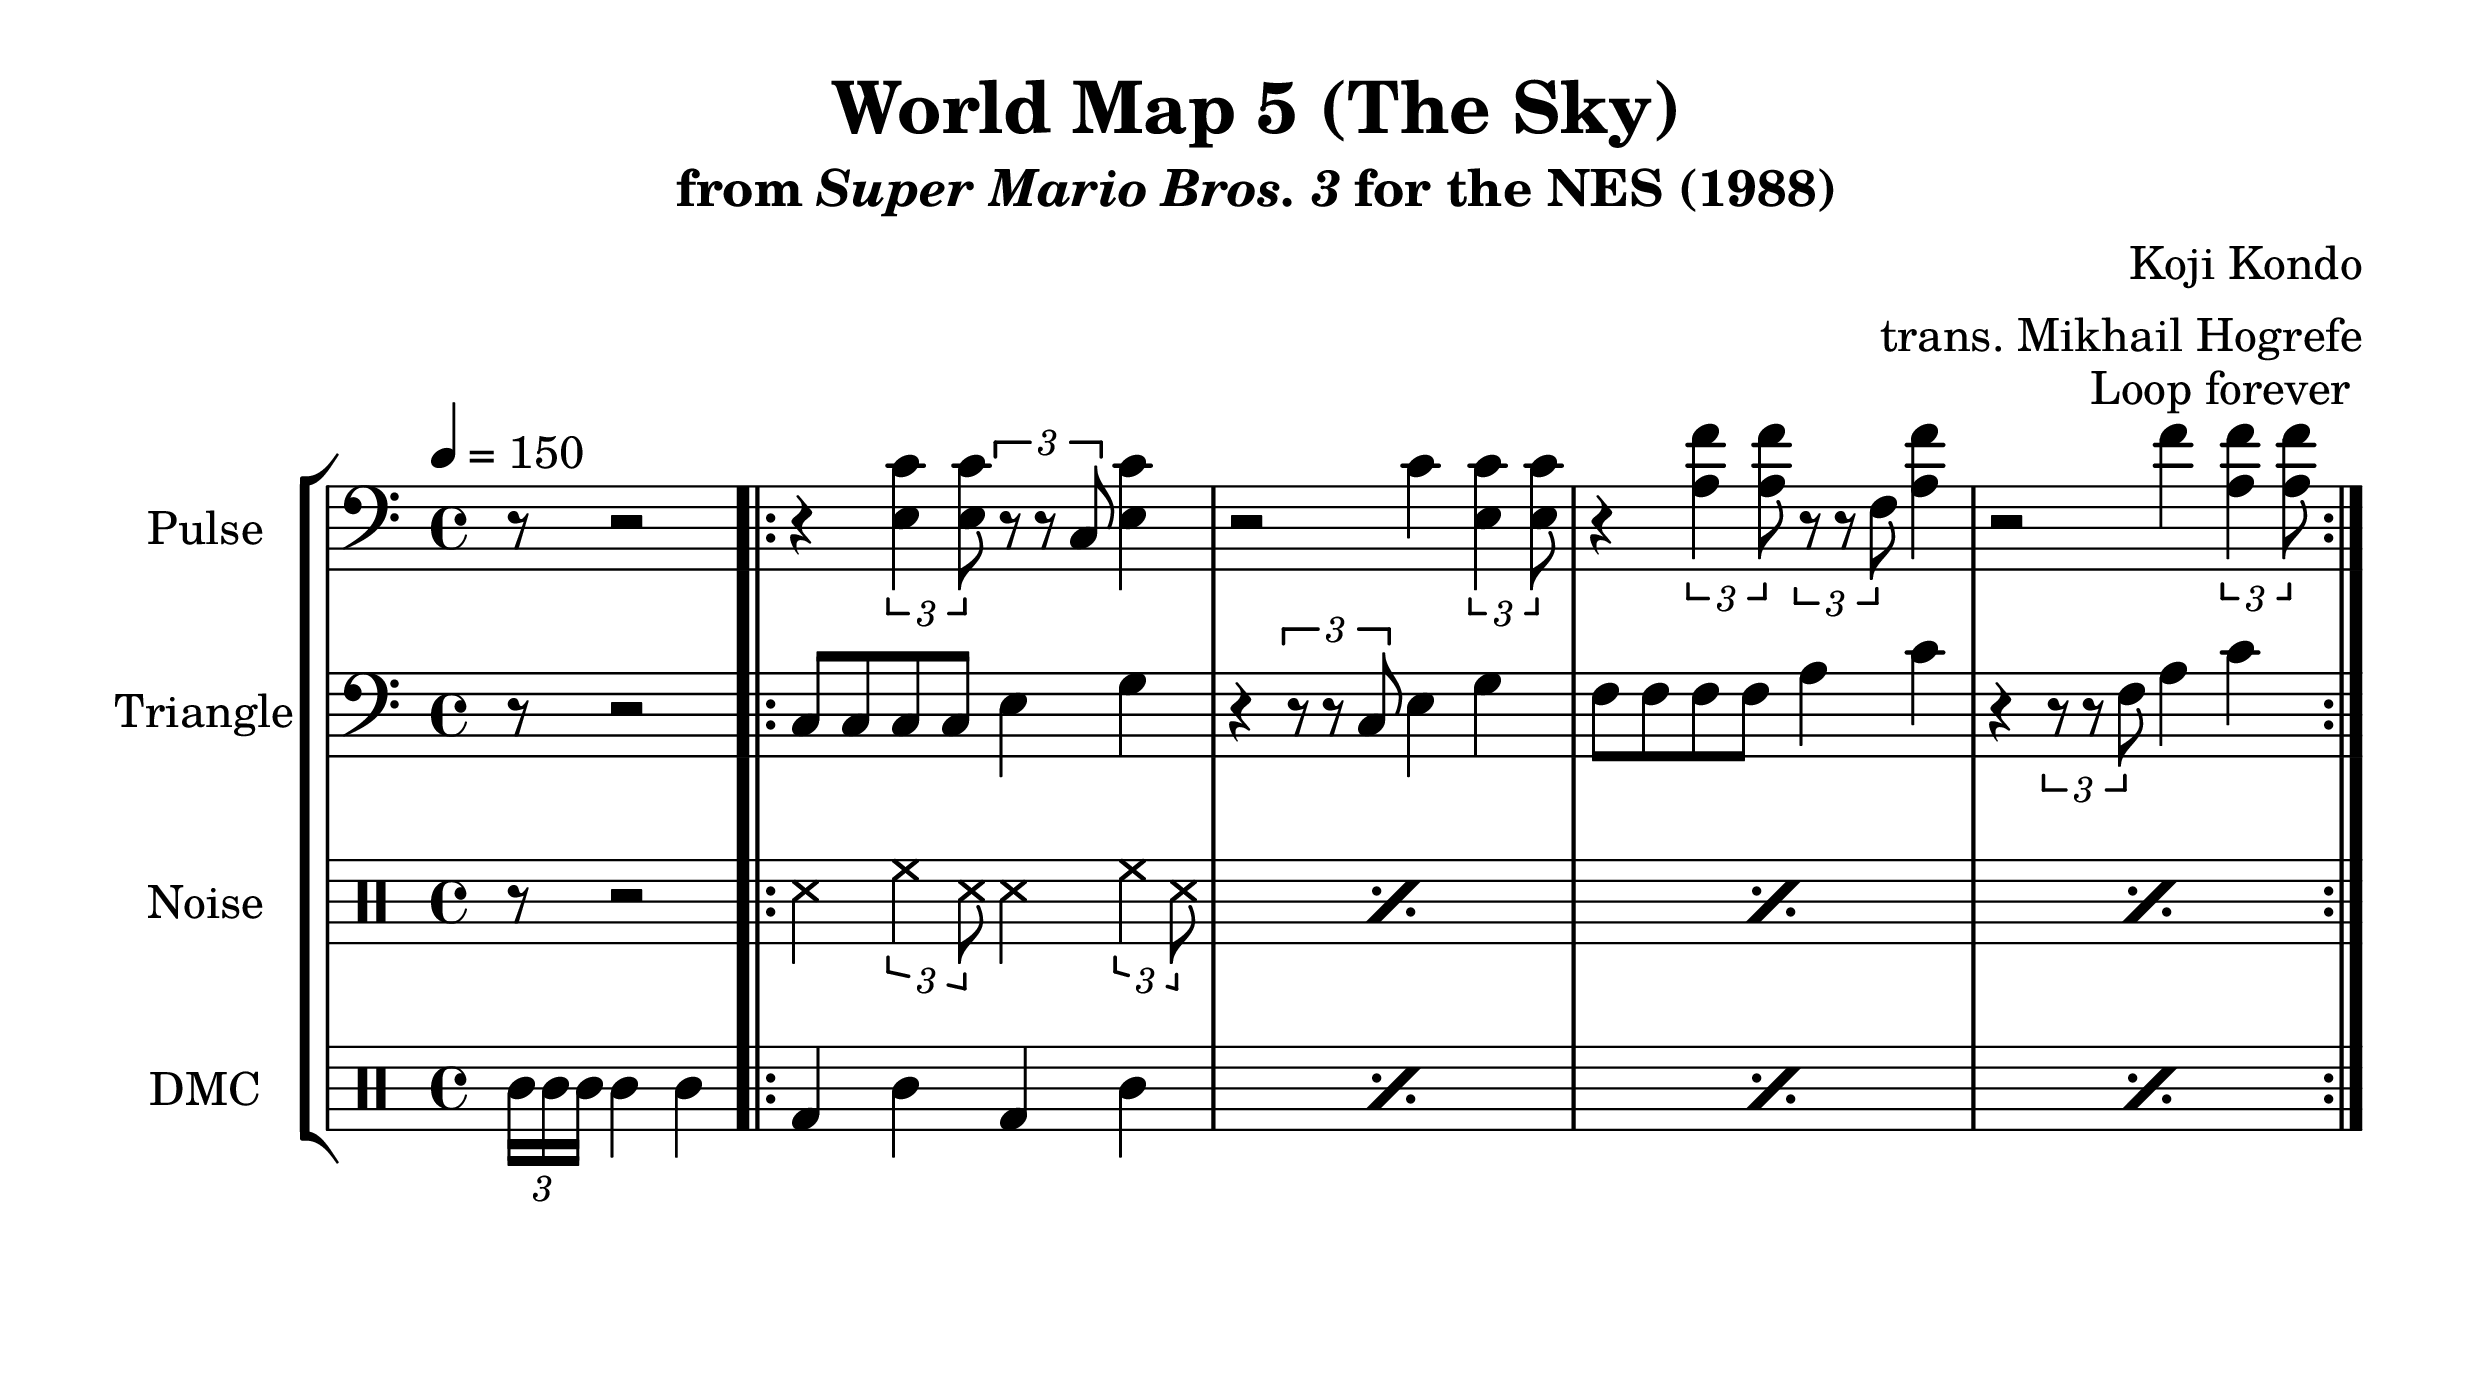 World Map 5 (The Sky)
from Super Mario Bros. 3 for the NES (1988)
Koji Kondo
trans. Mikhail Hogrefe
Loop forever
= 150
3
Pulse
3 3 3 3 3
3
Triangle
3
Noise
3 3
DMC
3